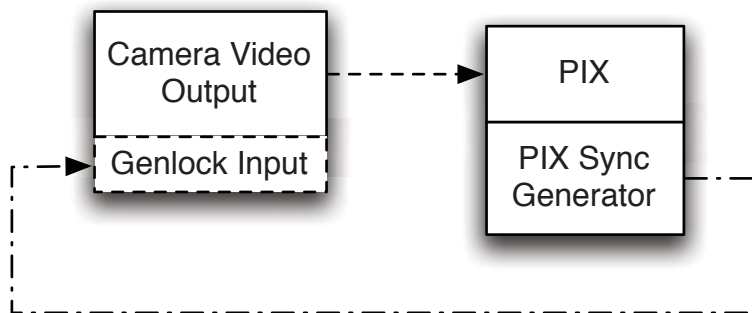 Camera Video
Output
Genlock Input
PIX
PIX Sync
Generator